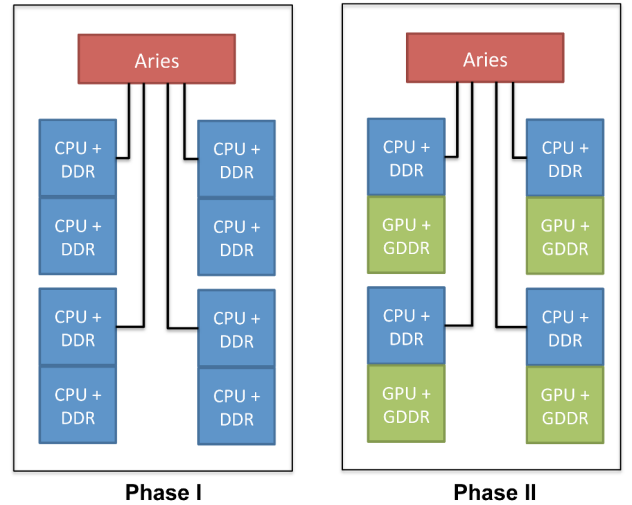 Aries
CPU +
DDR
CPU +
DDR
CPU +
DDR
CPU +
DDR
CPU +
DDR
CPU +
DDR
CPU +
DDR
CPU +
DDR
Phase I
Aries
CPU +
DDR
GPU +
GDDR
CPU +
DDR
GPU +
GDDR
CPU +
DDR
GPU +
GDDR
CPU +
DDR
GPU +
GDDR
Phase II